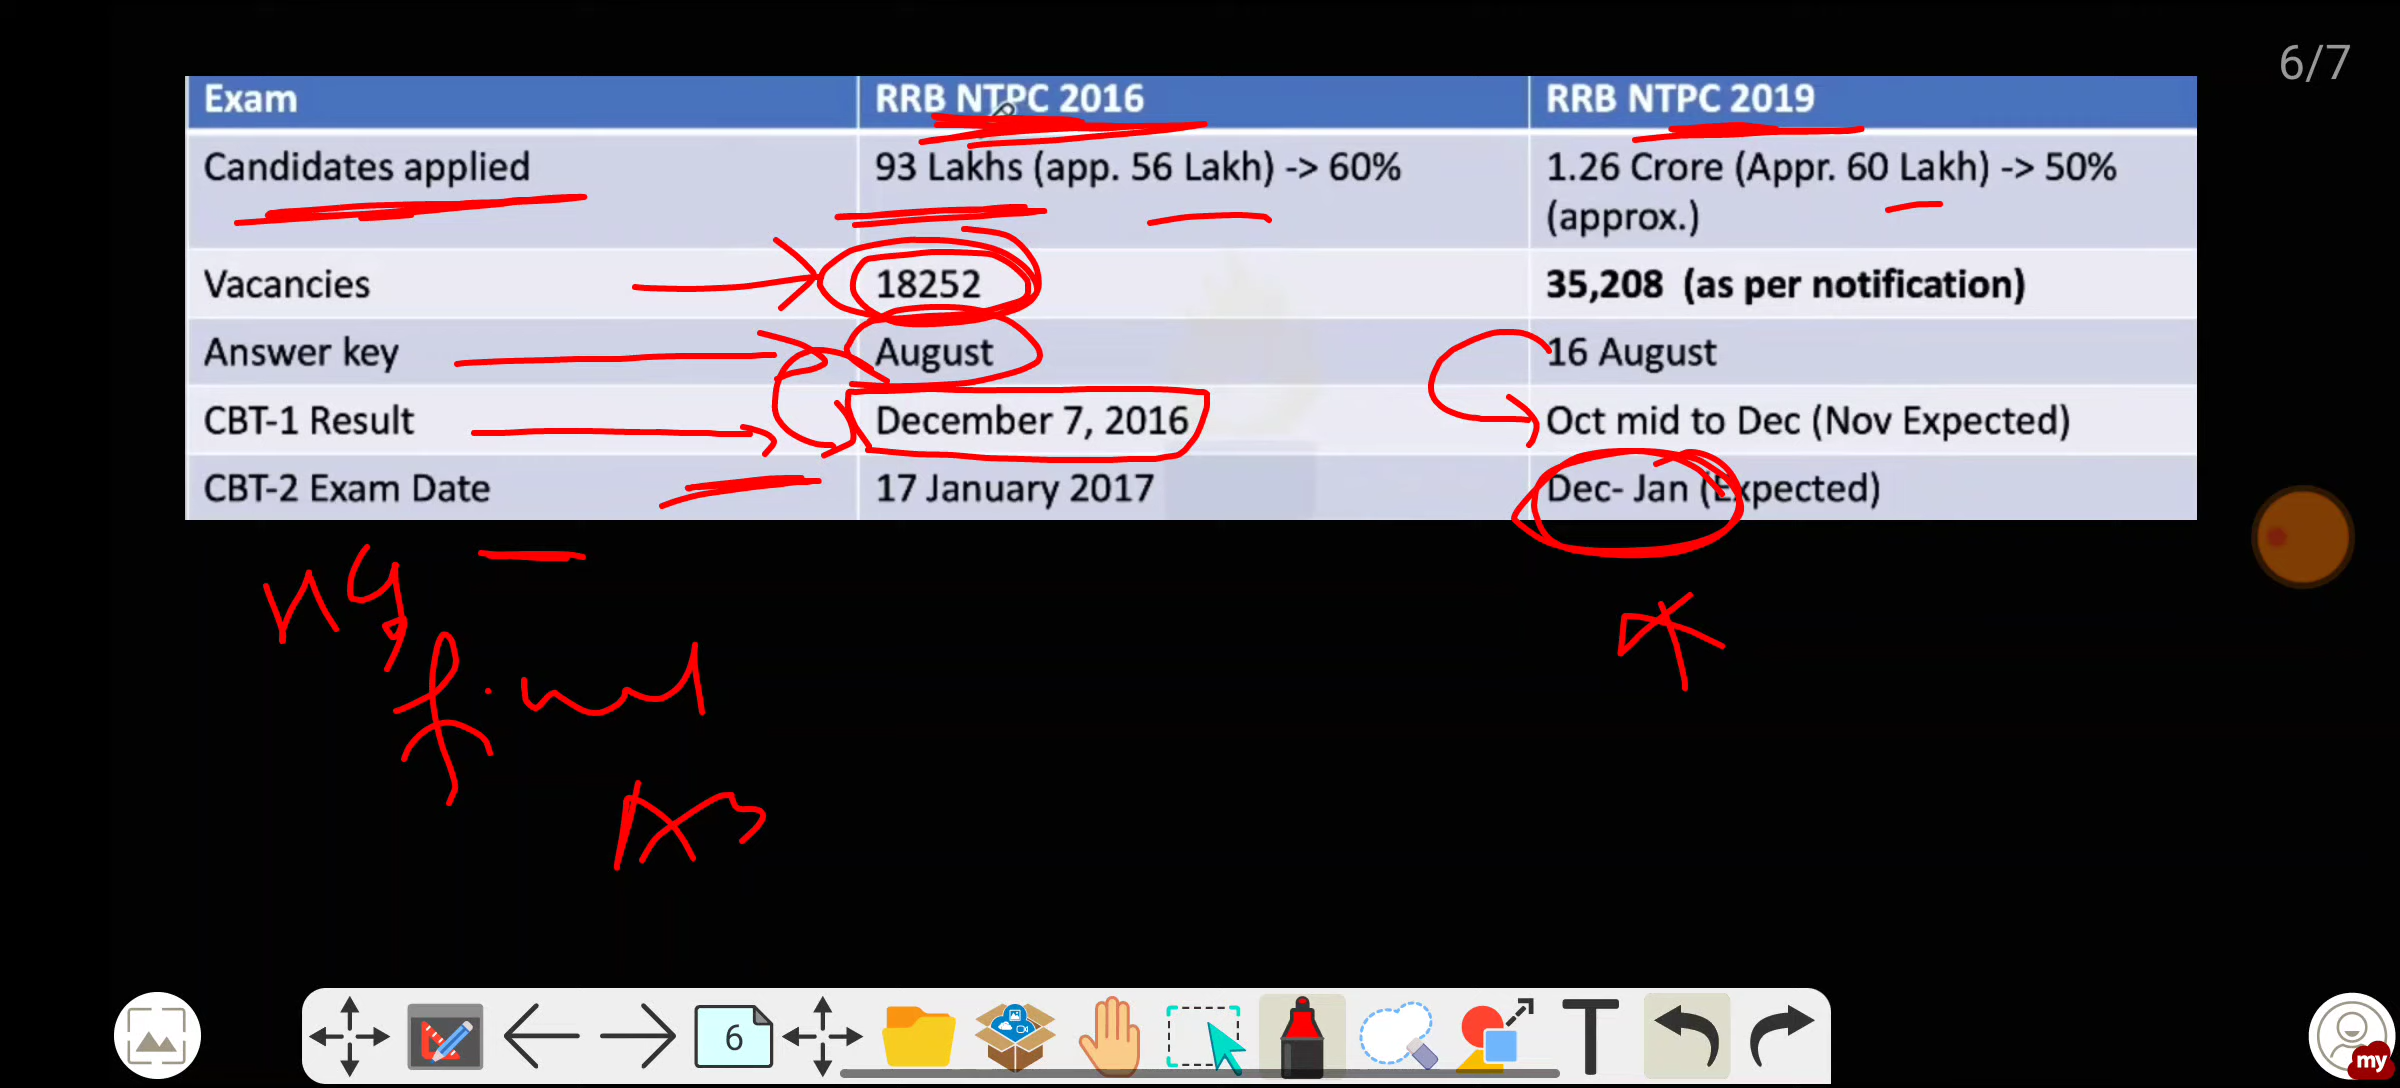 6/7
Exam RRB NTPC 2016 RRB NTPC 2019
Candidates applied 93 Lakhs (app. 56 Lakh) -> 60% 1.26 Crore (Appr. 60 Lakh) -> 50%
(approx.)
Vacancies 18252 35,208 (as per notification)
Answer key August 16 August
CBT-1 Result December 7, 2016 Oct mid to Dec (Nov Expected)
CBT-2 Exam Date 17 January 2017 Dec- Jan (Expected)
6
T
my